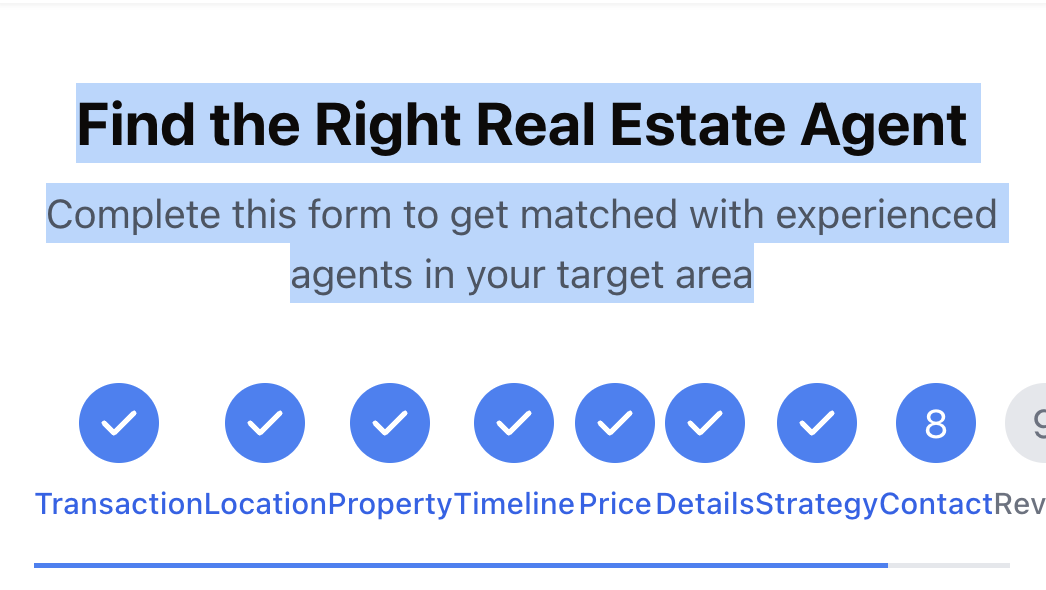 Find the Right Real Estate Agent
Complete this form to get matched with experienced
agents in your target area
8 9
Transaction Location Property Timeline Price Details Strategy Contact Rev